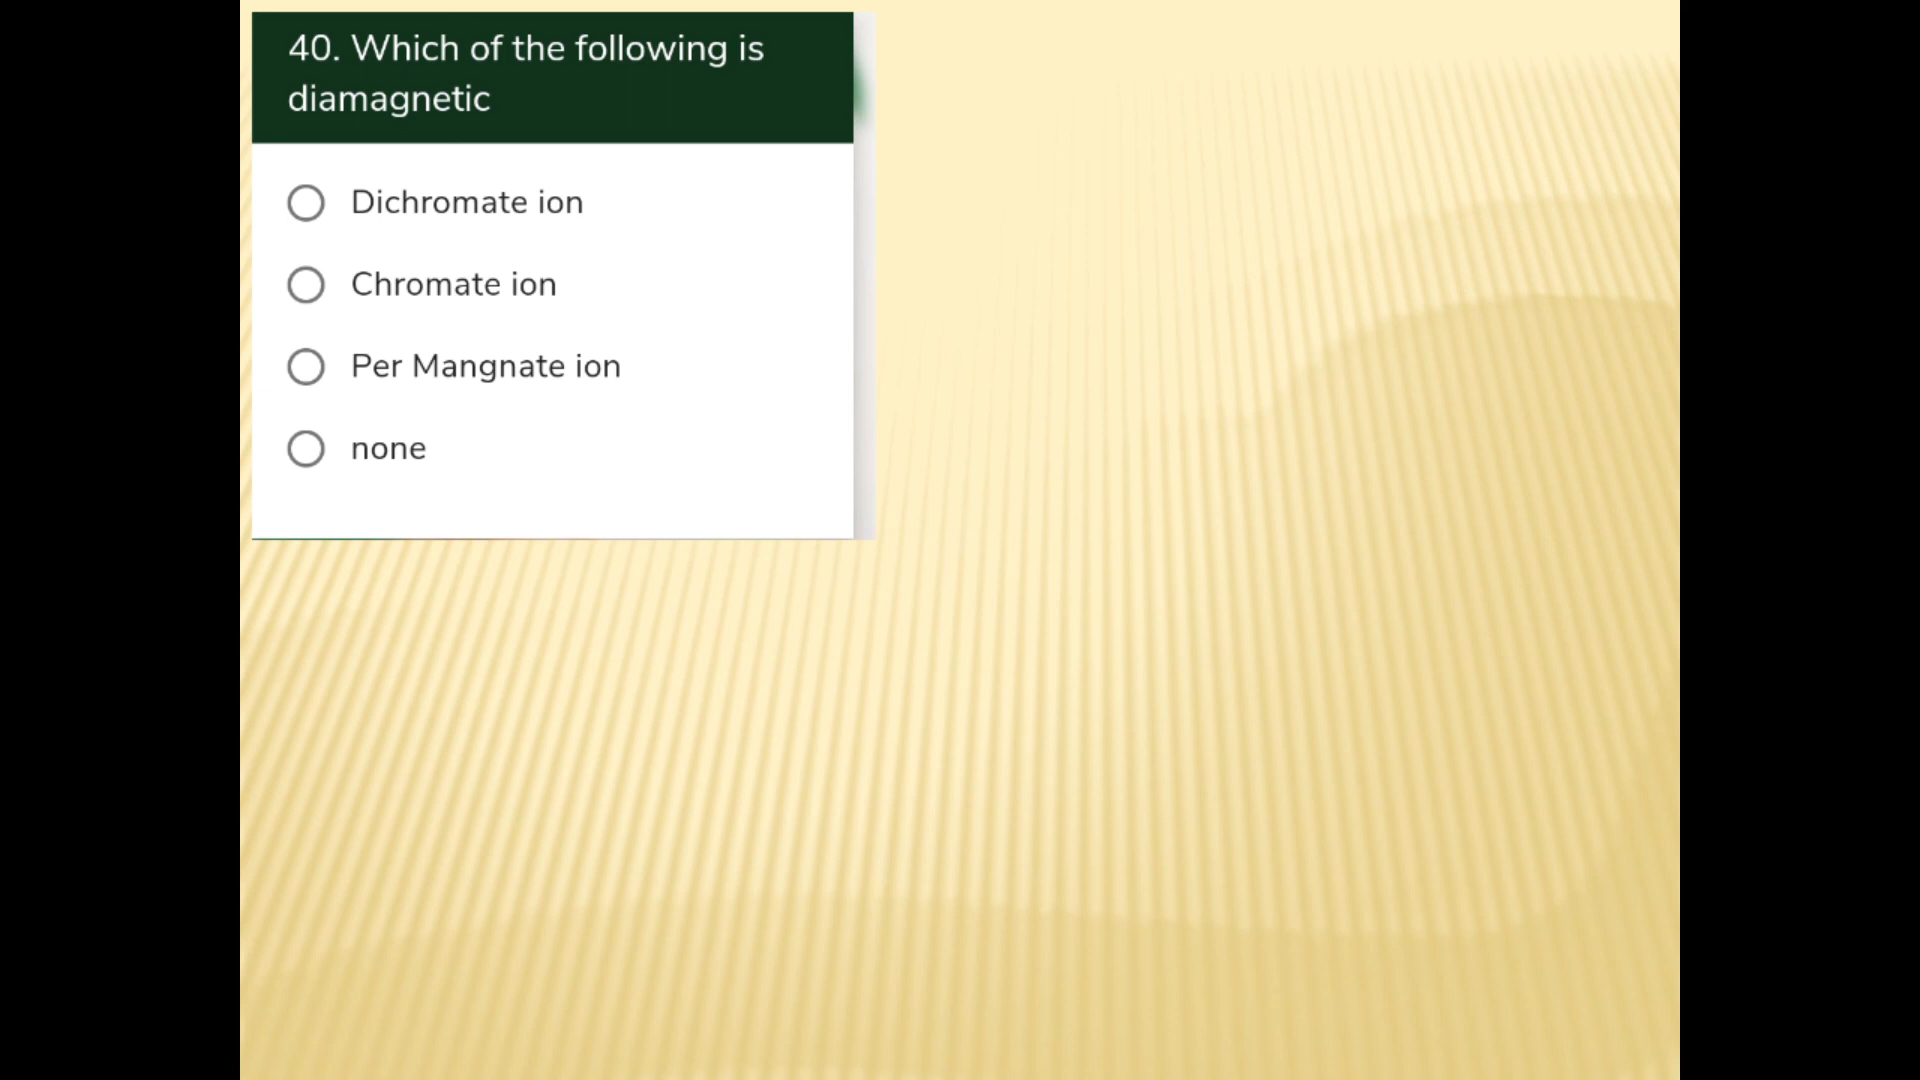 40. Which of the following is
diamagnetic
Dichromate ion
Chromate ion
Per Mangnate ion
none